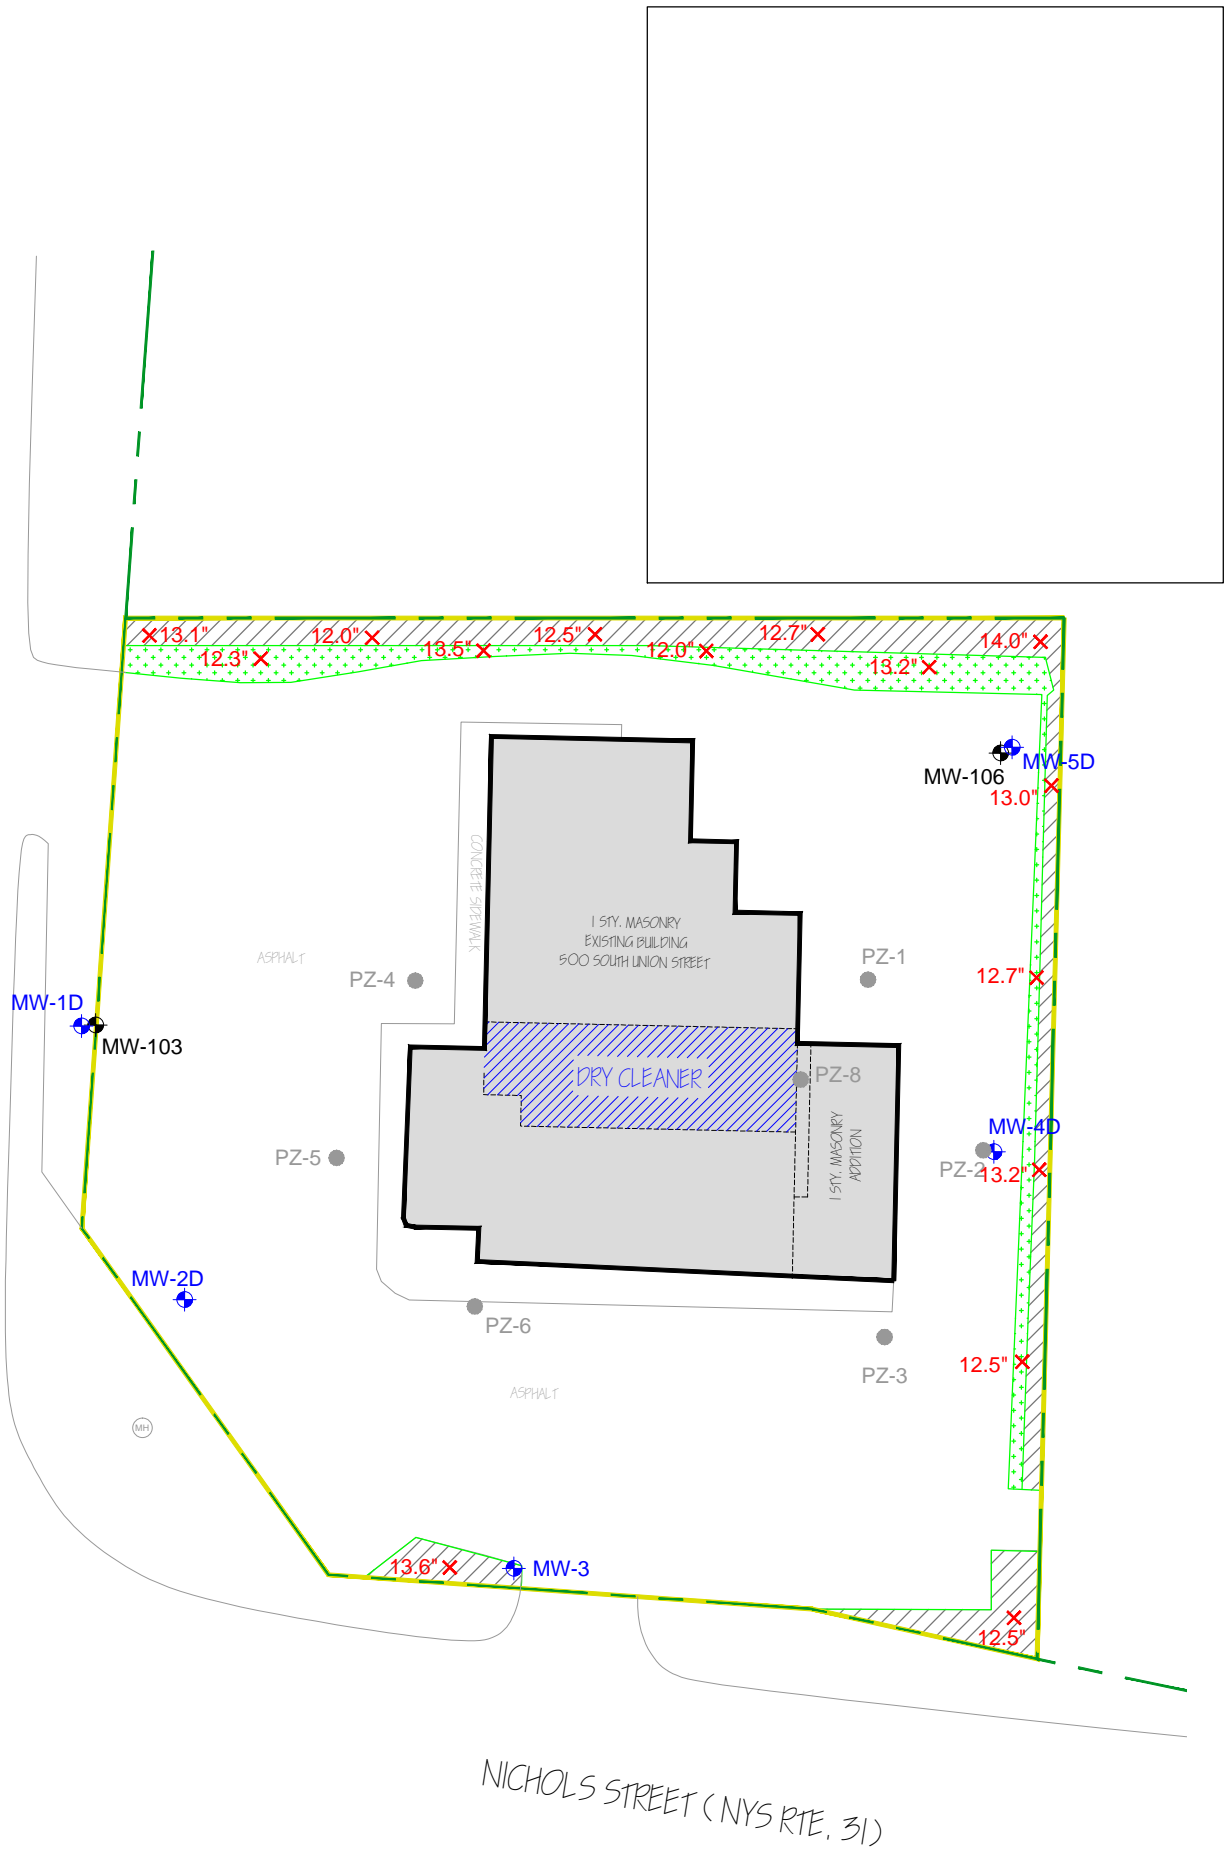 13.1"
12.0"
12.5"
12.7"
14.0"
12.3"
13.5"
12.0"
13.2"
MW-5D
MW-106
13.0"
CONCRETE SIDEWALK
1 STY. MASONRY
EXISTING BUILDING
500 SOUTH UNION STREET
ASPHALT
PZ-4
PZ-1
12.7"
MW-1D
MW-103
DRY CLEANER
PZ-8
1 STY. MASONRY
ADDITION
MW-4D
PZ-5
PZ-2
13.2"
MW-2D
PZ-6
PZ-3
12.5"
ASPHALT
MH
13.6"
MW-3
12.5"
NICHOLS STREET (NYS RTE. 31)